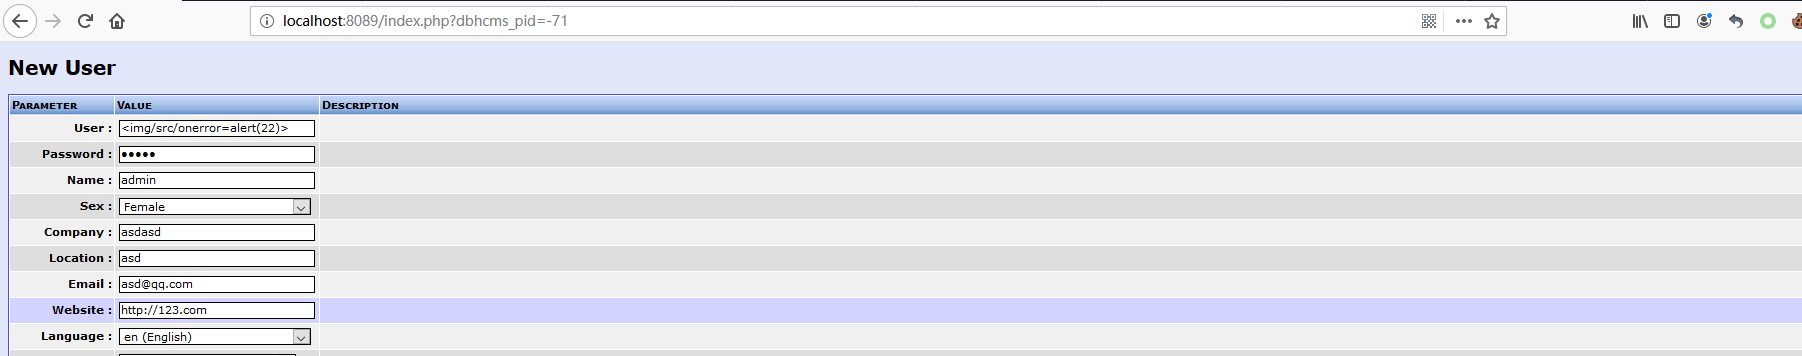 localhost:8089/index.php?dbhcms_pid=-71
New User
PARAMETER VALUE DESCRIPTION
User : <img/src/onerror=alert(22)>
Password : •••••
Name : admin
Sex : Female
Company : asdasd
Location : asd
Email : asd@qq.com
Website : http://123.com
Language : en (English)